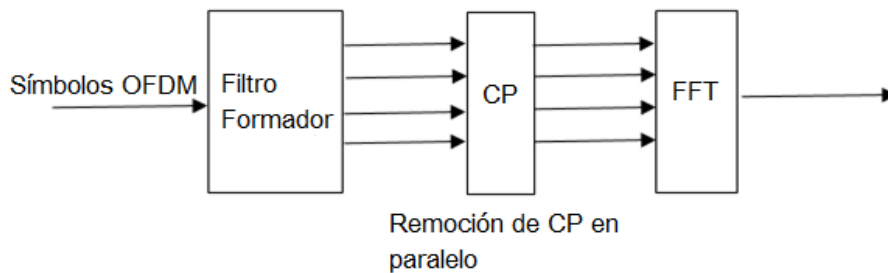 Símbolos OFDM
Filtro
Formador
CP
FFT
Remoción de CP en
paralelo